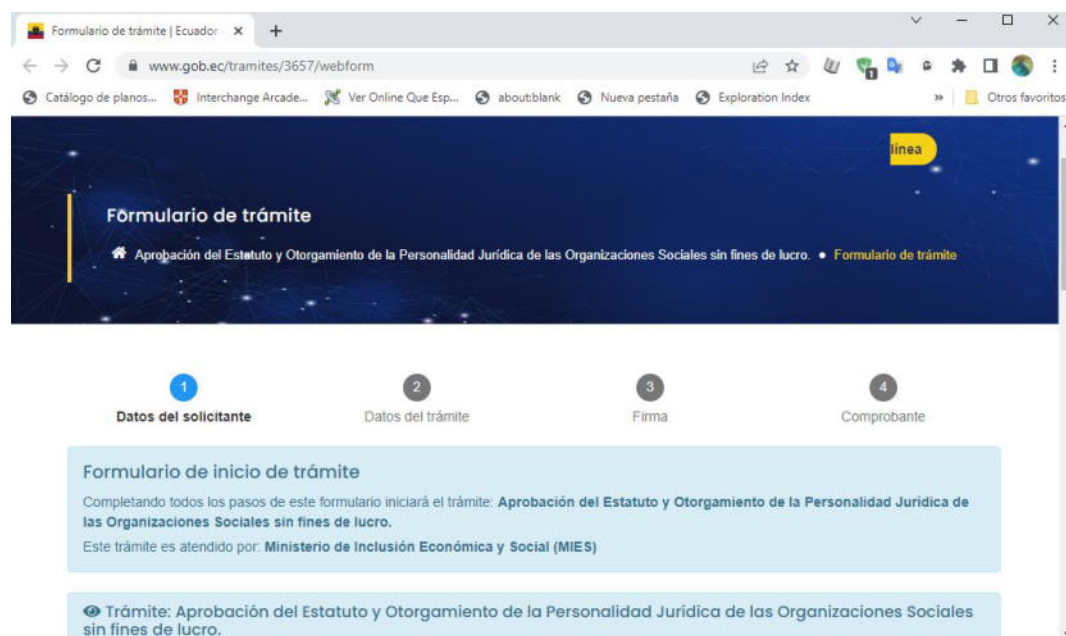 Formulario de trámite | Ecuador
www.gob.ec/tramites/3657/webform
Catálogo de planos... Interchange Arcade... Ver Online Que Esp... about:blank Nueva pestaña Exploration Index » Otros favoritos
línea
Formulario de trámite
Aprobación del Estatuto y Otorgamiento de la Personalidad Jurídica de las Organizaciones Sociales sin fines de lucro. • Formulario de trámite
1 2 3 4
Datos del solicitante Datos del trámite Firma Comprobante
Formulario de inicio de trámite
Completando todos los pasos de este formulario iniciará el trámite: Aprobación del Estatuto y Otorgamiento de la Personalidad Jurídica de
las Organizaciones Sociales sin fines de lucro.
Este trámite es atendido por: Ministerio de Inclusión Económica y Social (MIES)
Trámite: Aprobación del Estatuto y Otorgamiento de la Personalidad Jurídica de las Organizaciones Sociales
sin fines de lucro.